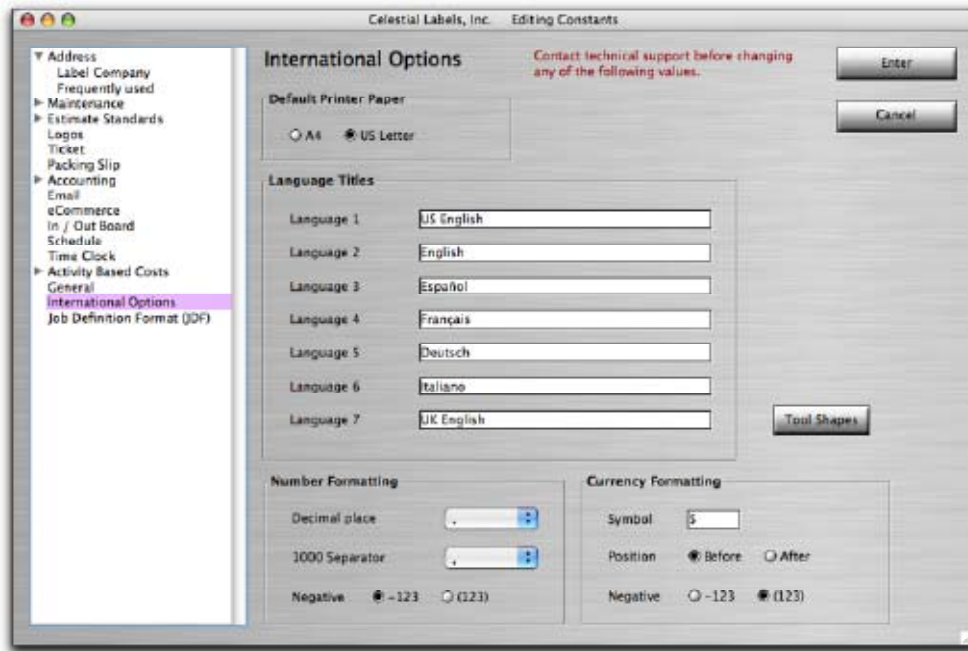 Celestial Labels, Inc. Editing Constants
Address
Label Company
Frequently used
Maintenance
Estimate Standards
Logos
Ticket
Packing Slip
Accounting
Email
eCommerce
In / Out Board
Schedule
Time Clock
Activity Based Costs
General
International Options
Job Definition Format (JDF)
International Options
Contact technical support before changing
any of the following values.
Enter
Cancel
Default Printer Paper
A4 US Letter
Language Titles
Language 1 US English
Language 2 English
Language 3 Español
Language 4 Français
Language 5 Deutsch
Language 6 Italiano
Language 7 UK English
Tool Shapes
Number Formatting
Decimal place
1000 Separator ,
Negative -123 (123)
Currency Formatting
Symbol $
Position Before After
Negative -123 (123)